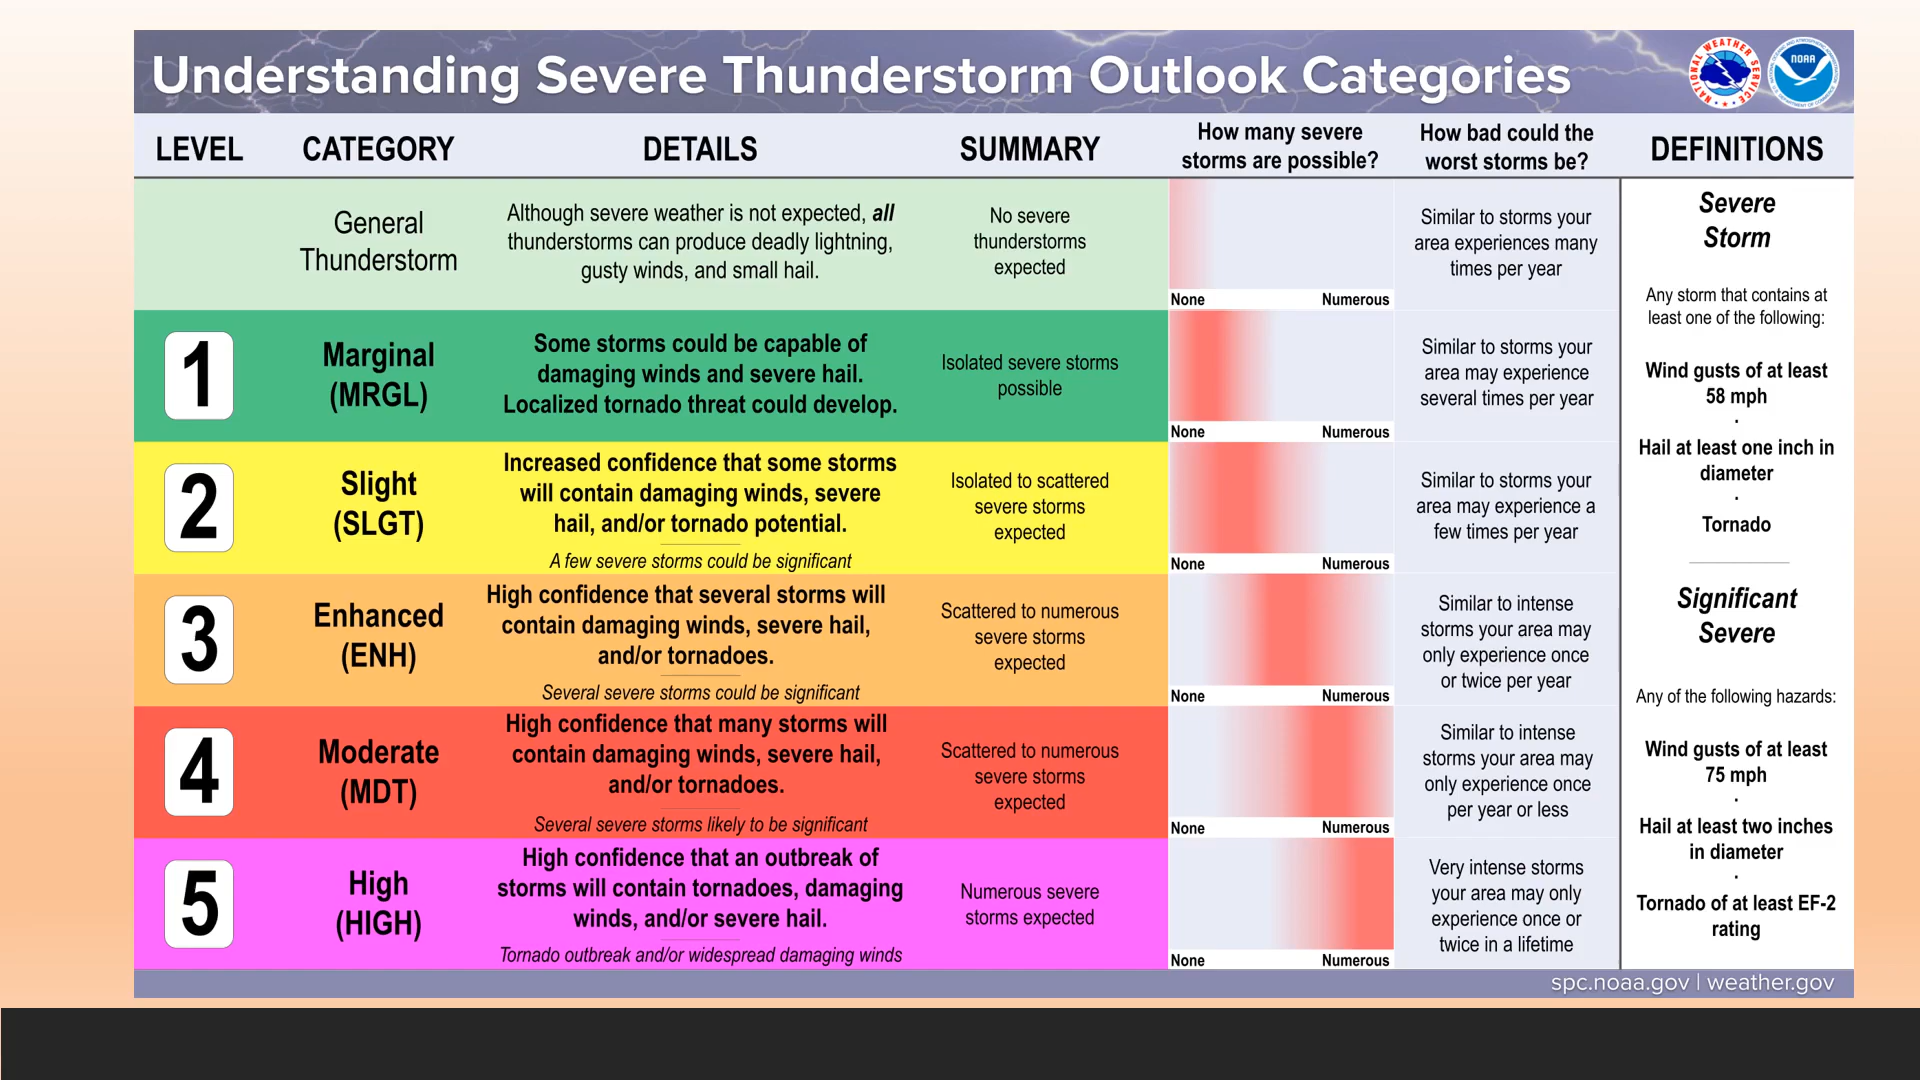 Understanding Severe Thunderstorm Outlook Categories
NATIONAL WEATHER SERVICE
NOAA
LEVEL
CATEGORY
DETAILS
SUMMARY
How many severe
storms are possible?
How bad could the
worst storms be?
DEFINITIONS
General
Thunderstorm
Although severe weather is not expected, all
thunderstorms can produce deadly lightning,
gusty winds, and small hail.
No severe
thunderstorms
expected
None Numerous
Similar to storms your
area experiences many
times per year
1
Marginal
(MRGL)
Some storms could be capable of
damaging winds and severe hail.
Localized tornado threat could develop.
Isolated severe storms
possible
None Numerous
Similar to storms your
area may experience
several times per year
2
Slight
(SLGT)
Increased confidence that some storms
will contain damaging winds, severe
hail, and/or tornado potential.
A few severe storms could be significant
Isolated to scattered
severe storms
expected
None Numerous
Similar to storms your
area may experience a
few times per year
3
Enhanced
(ENH)
High confidence that several storms will
contain damaging winds, severe hail,
and/or tornadoes.
Several severe storms could be significant
Scattered to numerous
severe storms
expected
None Numerous
Similar to intense
storms your area may
only experience once
or twice per year
4
Moderate
(MDT)
High confidence that many storms will
contain damaging winds, severe hail,
and/or tornadoes.
Several severe storms likely to be significant
Scattered to numerous
severe storms
expected
None Numerous
Similar to intense
storms your area may
only experience once
per year or less
5
High
(HIGH)
High confidence that an outbreak of
storms will contain tornadoes, damaging
winds, and/or severe hail.
Tornado outbreak and/or widespread damaging winds
Numerous severe
storms expected
None Numerous
Very intense storms
your area may only
experience once or
twice in a lifetime
Severe
Storm
Any storm that contains at
least one of the following:
Wind gusts of at least
58 mph
·
Hail at least one inch in
diameter
·
Tornado
Significant
Severe
Any of the following hazards:
Wind gusts of at least
75 mph
·
Hail at least two inches
in diameter
·
Tornado of at least EF-2
rating
spc.noaa.gov | weather.gov